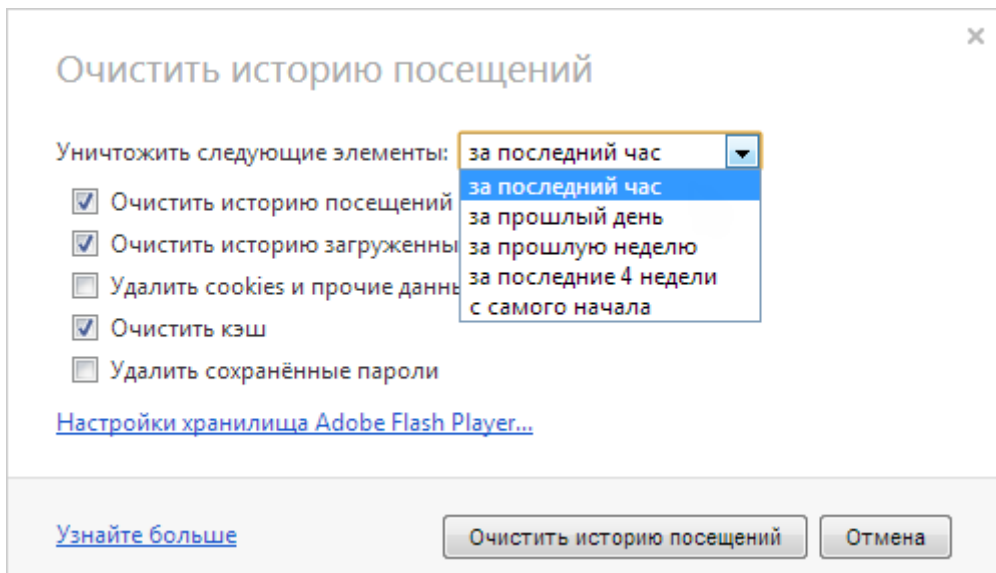 Очистить историю посещений
Уничтожить следующие элементы: за последний час
за последний час
Очистить историю посещений
за прошлый день
Очистить историю
за прошлую неделю
Удалить cookies и прочие
за последние 4 недели
с самого начала
Очистить кэш
Удалить сохранённые пароли
Настройки хранилища Adobe Flash Player...
Узнайте больше Очистить историю посещений Отмена